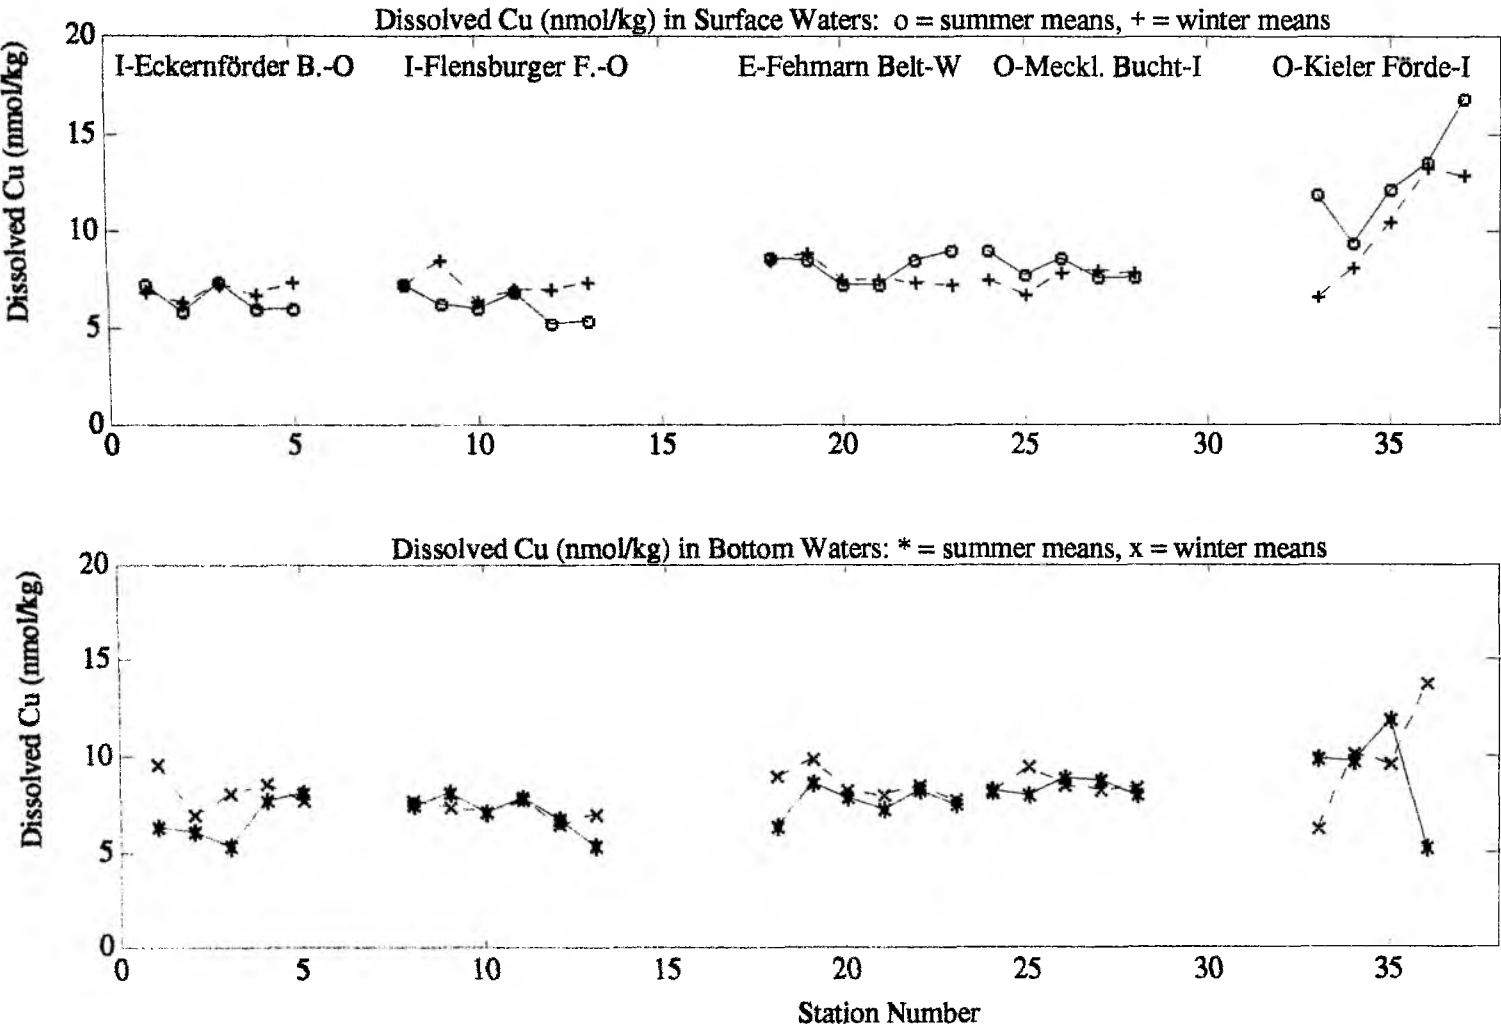 Dissolved Cu (nmol/kg) in Surface Waters: o = summer means, + = winter means
Dissolved Cu (nmol/kg)
20
15
10
5
0
I-Eckernförder B.-O I-Flensburger F.-O E-Fehmarn Belt-W O-Meckl. Bucht-I O-Kieler Förde-I
0 5 10 15 20 25 30 35
Dissolved Cu (nmol/kg) in Bottom Waters: * = summer means, x = winter means
Dissolved Cu (nmol/kg)
20
15
10
5
0
0 5 10 15 20 25 30 35
Station Number